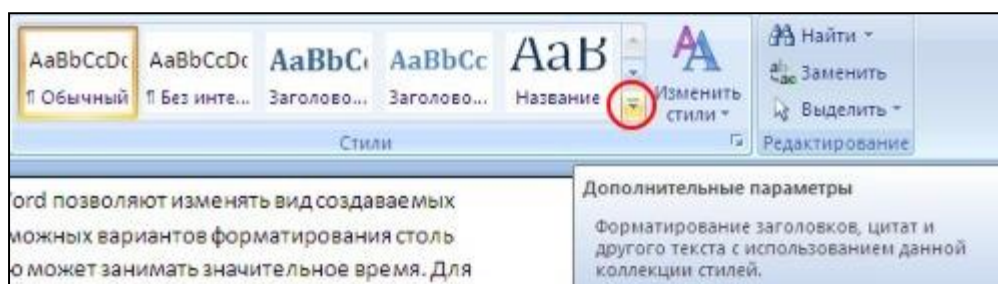 AaBbCcDc AaBbCcDc AaBbC AaBbCc АаВ
¶ Обычный ¶ Без инте... Заголово... Заголово... Название
Изменить стили
Найти
Заменить
Выделить
Стили
Редактирование
ord позволяют изменять вид создаваемых
можных вариантов форматирования столь
о может занимать значительное время. Для
Дополнительные параметры
Форматирование заголовков, цитат и
другого текста с использованием данной
коллекции стилей.